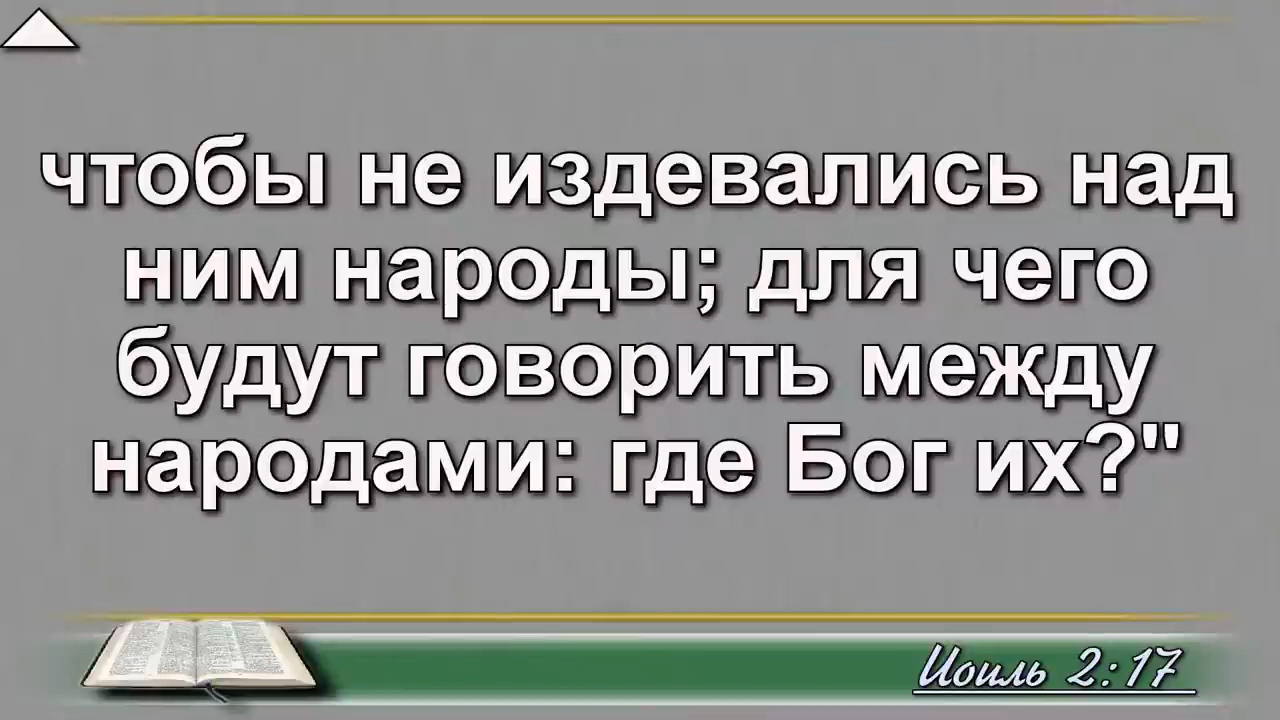 чтобы не издевались над
ним народы; для чего
будут говорить между
народами: где Бог их?"
Иоиль 2:17